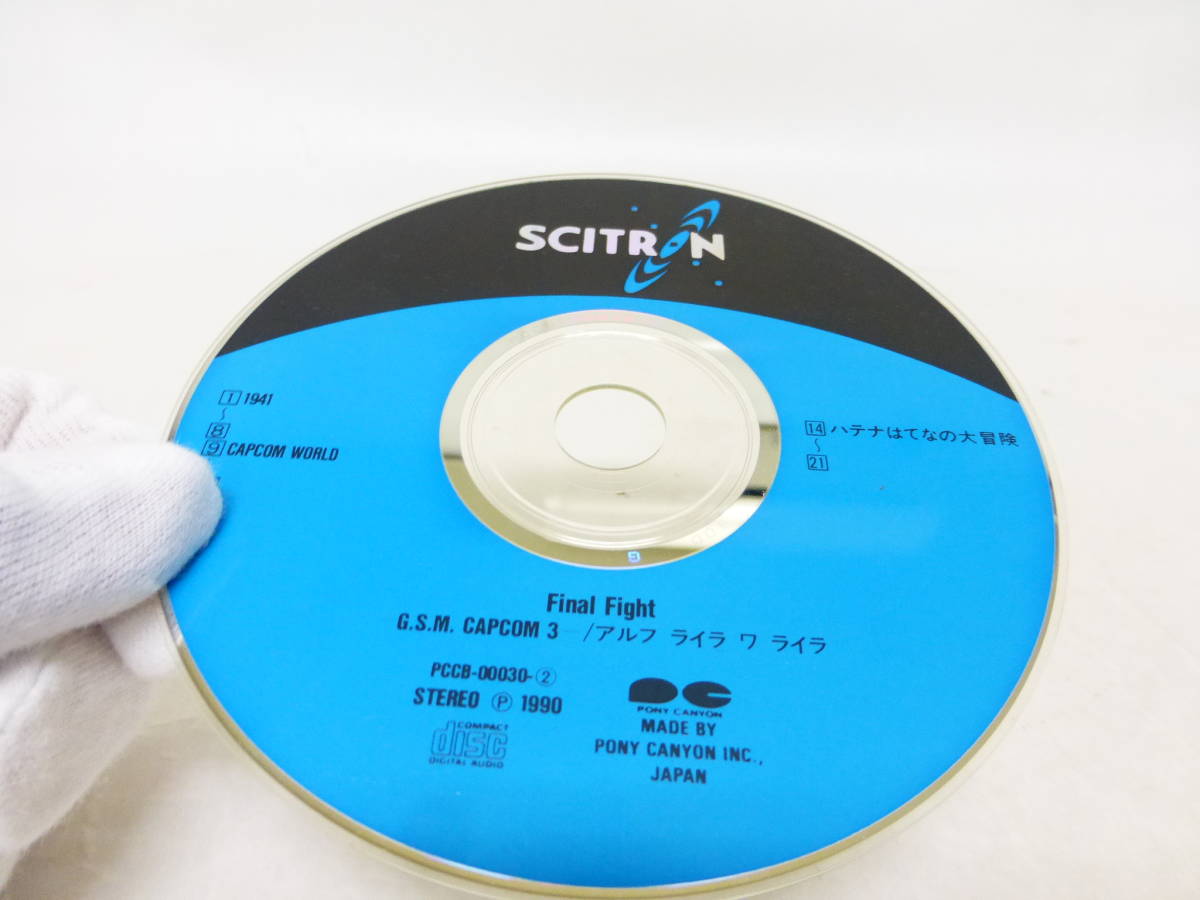 SCITRON
1 1941
〜
8
9 CAPCOM WORLD
14 ハテナはてなの大冒険
〜
21
Final Fight
G.S.M. CAPCOM 3 ―/アルフ ライラ ワ ライラ
PCCB-00030-②
STEREO Ⓟ 1990
COMPACT
disc
DIGITAL AUDIO
PONY CANYON
MADE BY
PONY CANYON INC.,
JAPAN